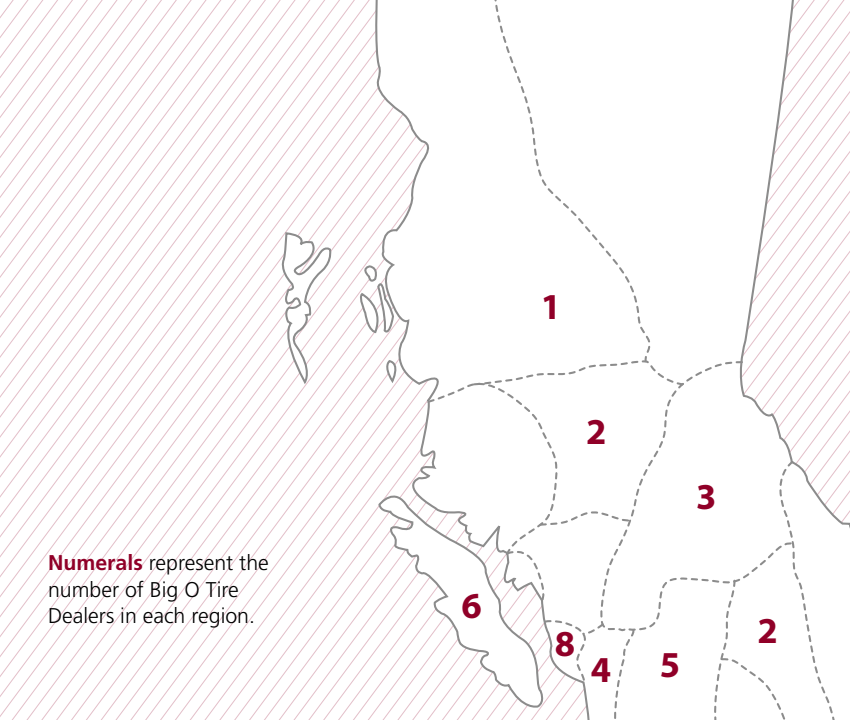 1
2
3
Numerals represent the
number of Big O Tire
Dealers in each region.
6
8
4
5
2